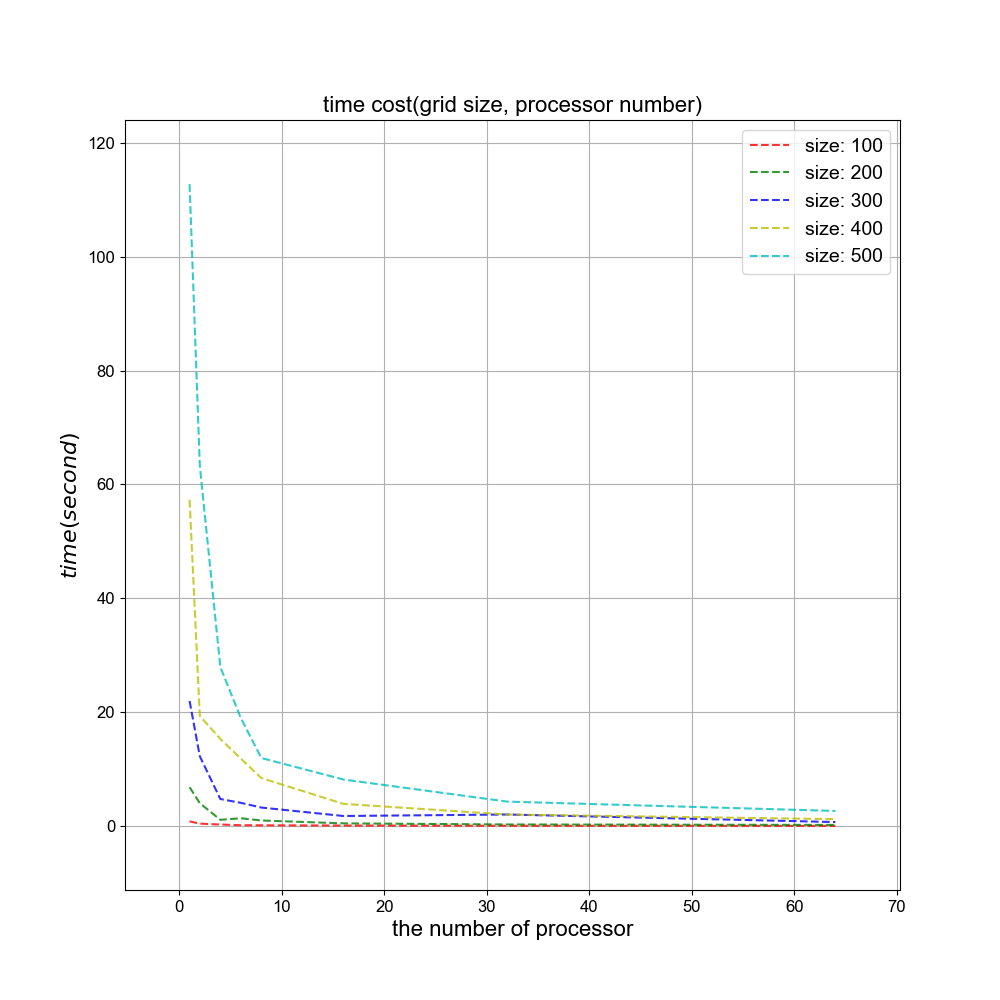 time cost(grid size, processor number)
size: 100
size: 200
size: 300
size: 400
size: 500
120
100
80
60
40
20
0
time(second)
0 10 20 30 40 50 60 70
the number of processor